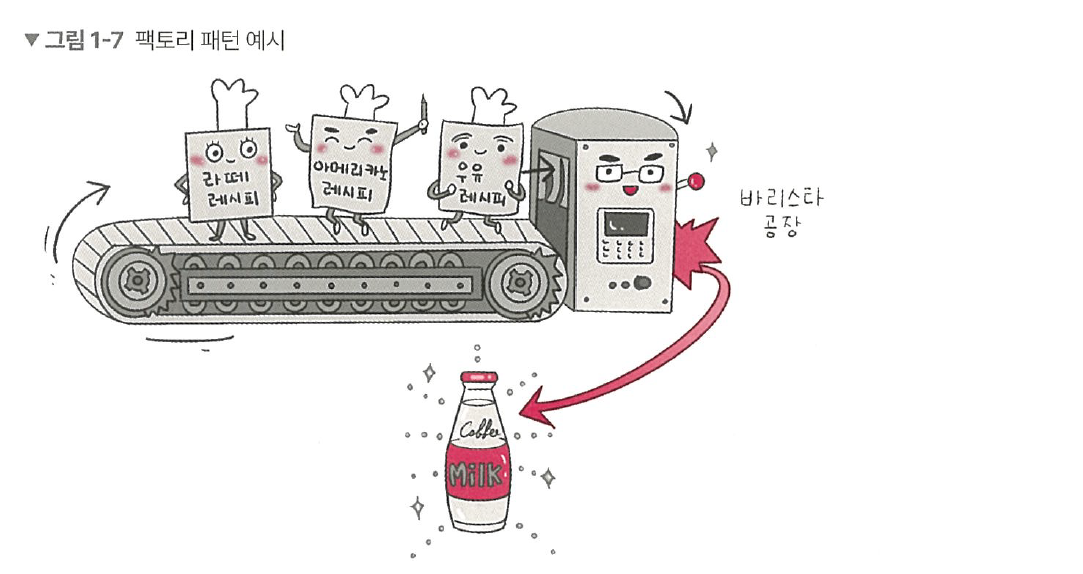 ▼ 그림 1-7 팩토리 패턴 예시
라떼
레시피
아메리카노
레시피
우유
레시피
바리스타
공장
Coffee
Milk